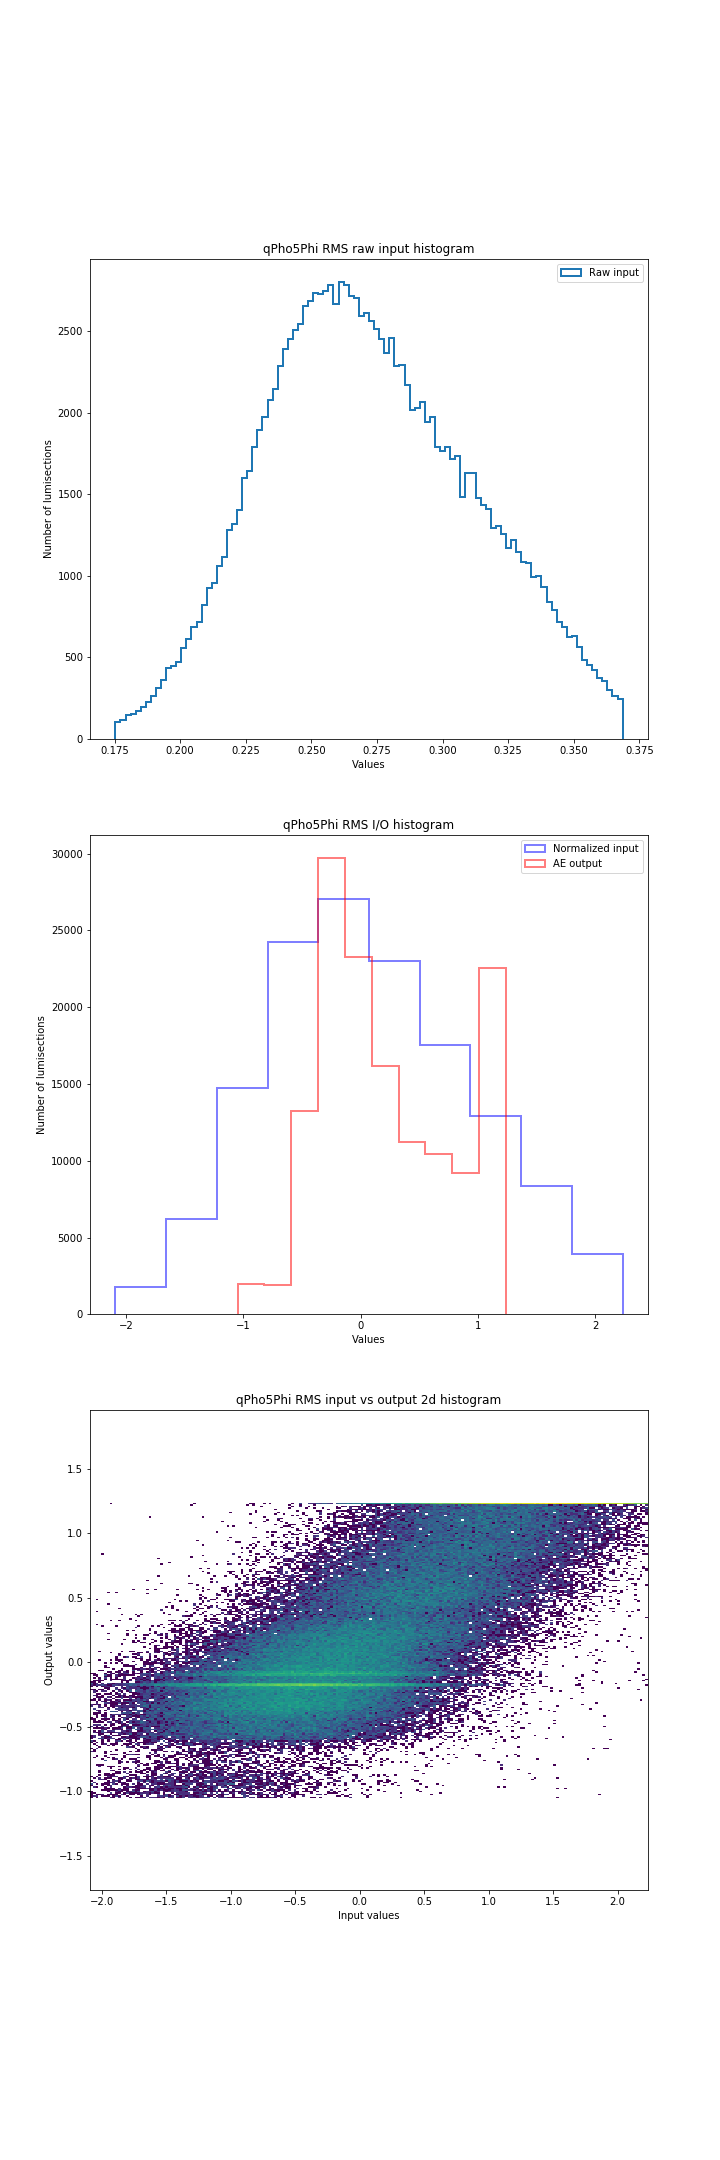 qPho5Phi RMS raw input histogram
Raw input
2500
2000
1500
1000
500
0
Number of lumisections
0.175 0.200 0.225 0.250 0.275 0.300 0.325 0.350 0.375
Values
qPho5Phi RMS I/O histogram
Normalized input
AE output
30000
25000
20000
15000
10000
5000
0
Number of lumisections
−2 −1 0 1 2
Values
qPho5Phi RMS input vs output 2d histogram
1.5
1.0
0.5
0.0
−0.5
−1.0
−1.5
Output values
−2.0 −1.5 −1.0 −0.5 0.0 0.5 1.0 1.5 2.0
Input values